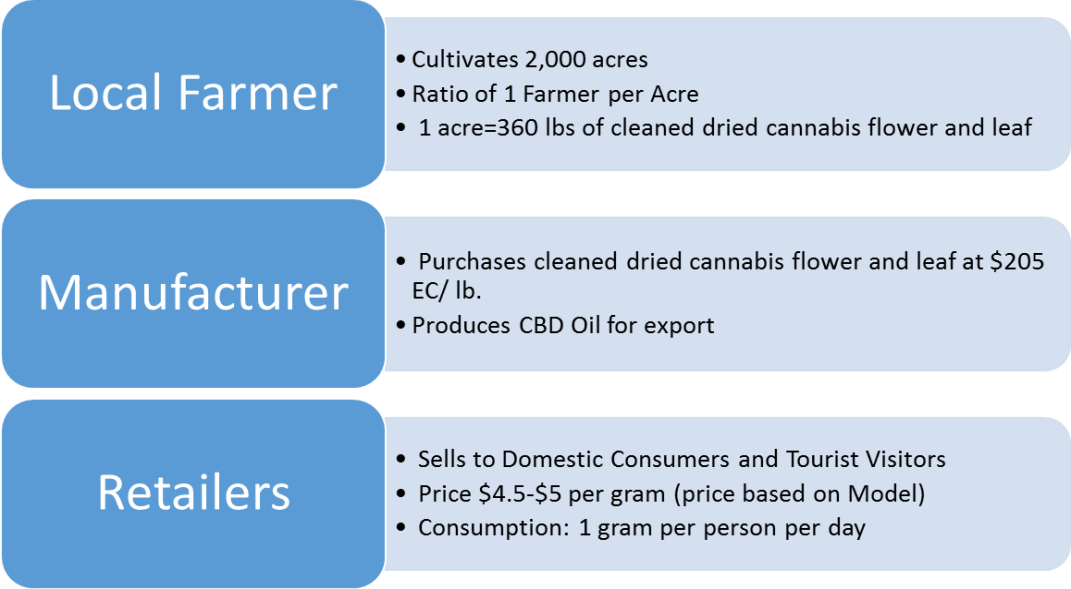 Local Farmer
• Cultivates 2,000 acres
• Ratio of 1 Farmer per Acre
• 1 acre=360 lbs of cleaned dried cannabis flower and leaf
Manufacturer
• Purchases cleaned dried cannabis flower and leaf at $205
EC/ lb.
• Produces CBD Oil for export
Retailers
• Sells to Domestic Consumers and Tourist Visitors
• Price $4.5-$5 per gram (price based on Model)
• Consumption: 1 gram per person per day